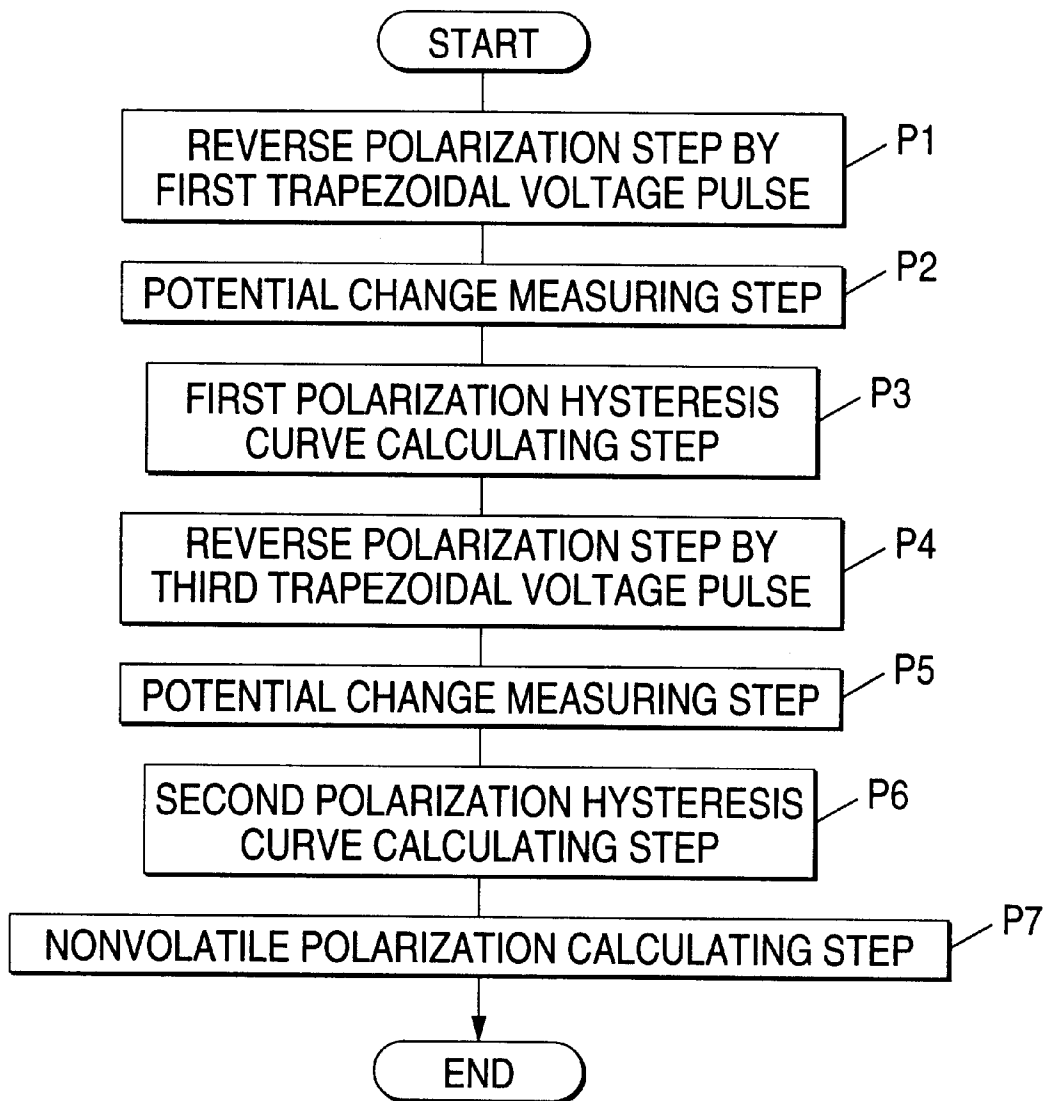 START
REVERSE POLARIZATION STEP BY
FIRST TRAPEZOIDAL VOLTAGE PULSE
P1
POTENTIAL CHANGE MEASURING STEP
P2
FIRST POLARIZATION HYSTERESIS
CURVE CALCULATING STEP
P3
REVERSE POLARIZATION STEP BY
THIRD TRAPEZOIDAL VOLTAGE PULSE
P4
POTENTIAL CHANGE MEASURING STEP
P5
SECOND POLARIZATION HYSTERESIS
CURVE CALCULATING STEP
P6
NONVOLATILE POLARIZATION CALCULATING STEP
P7
END